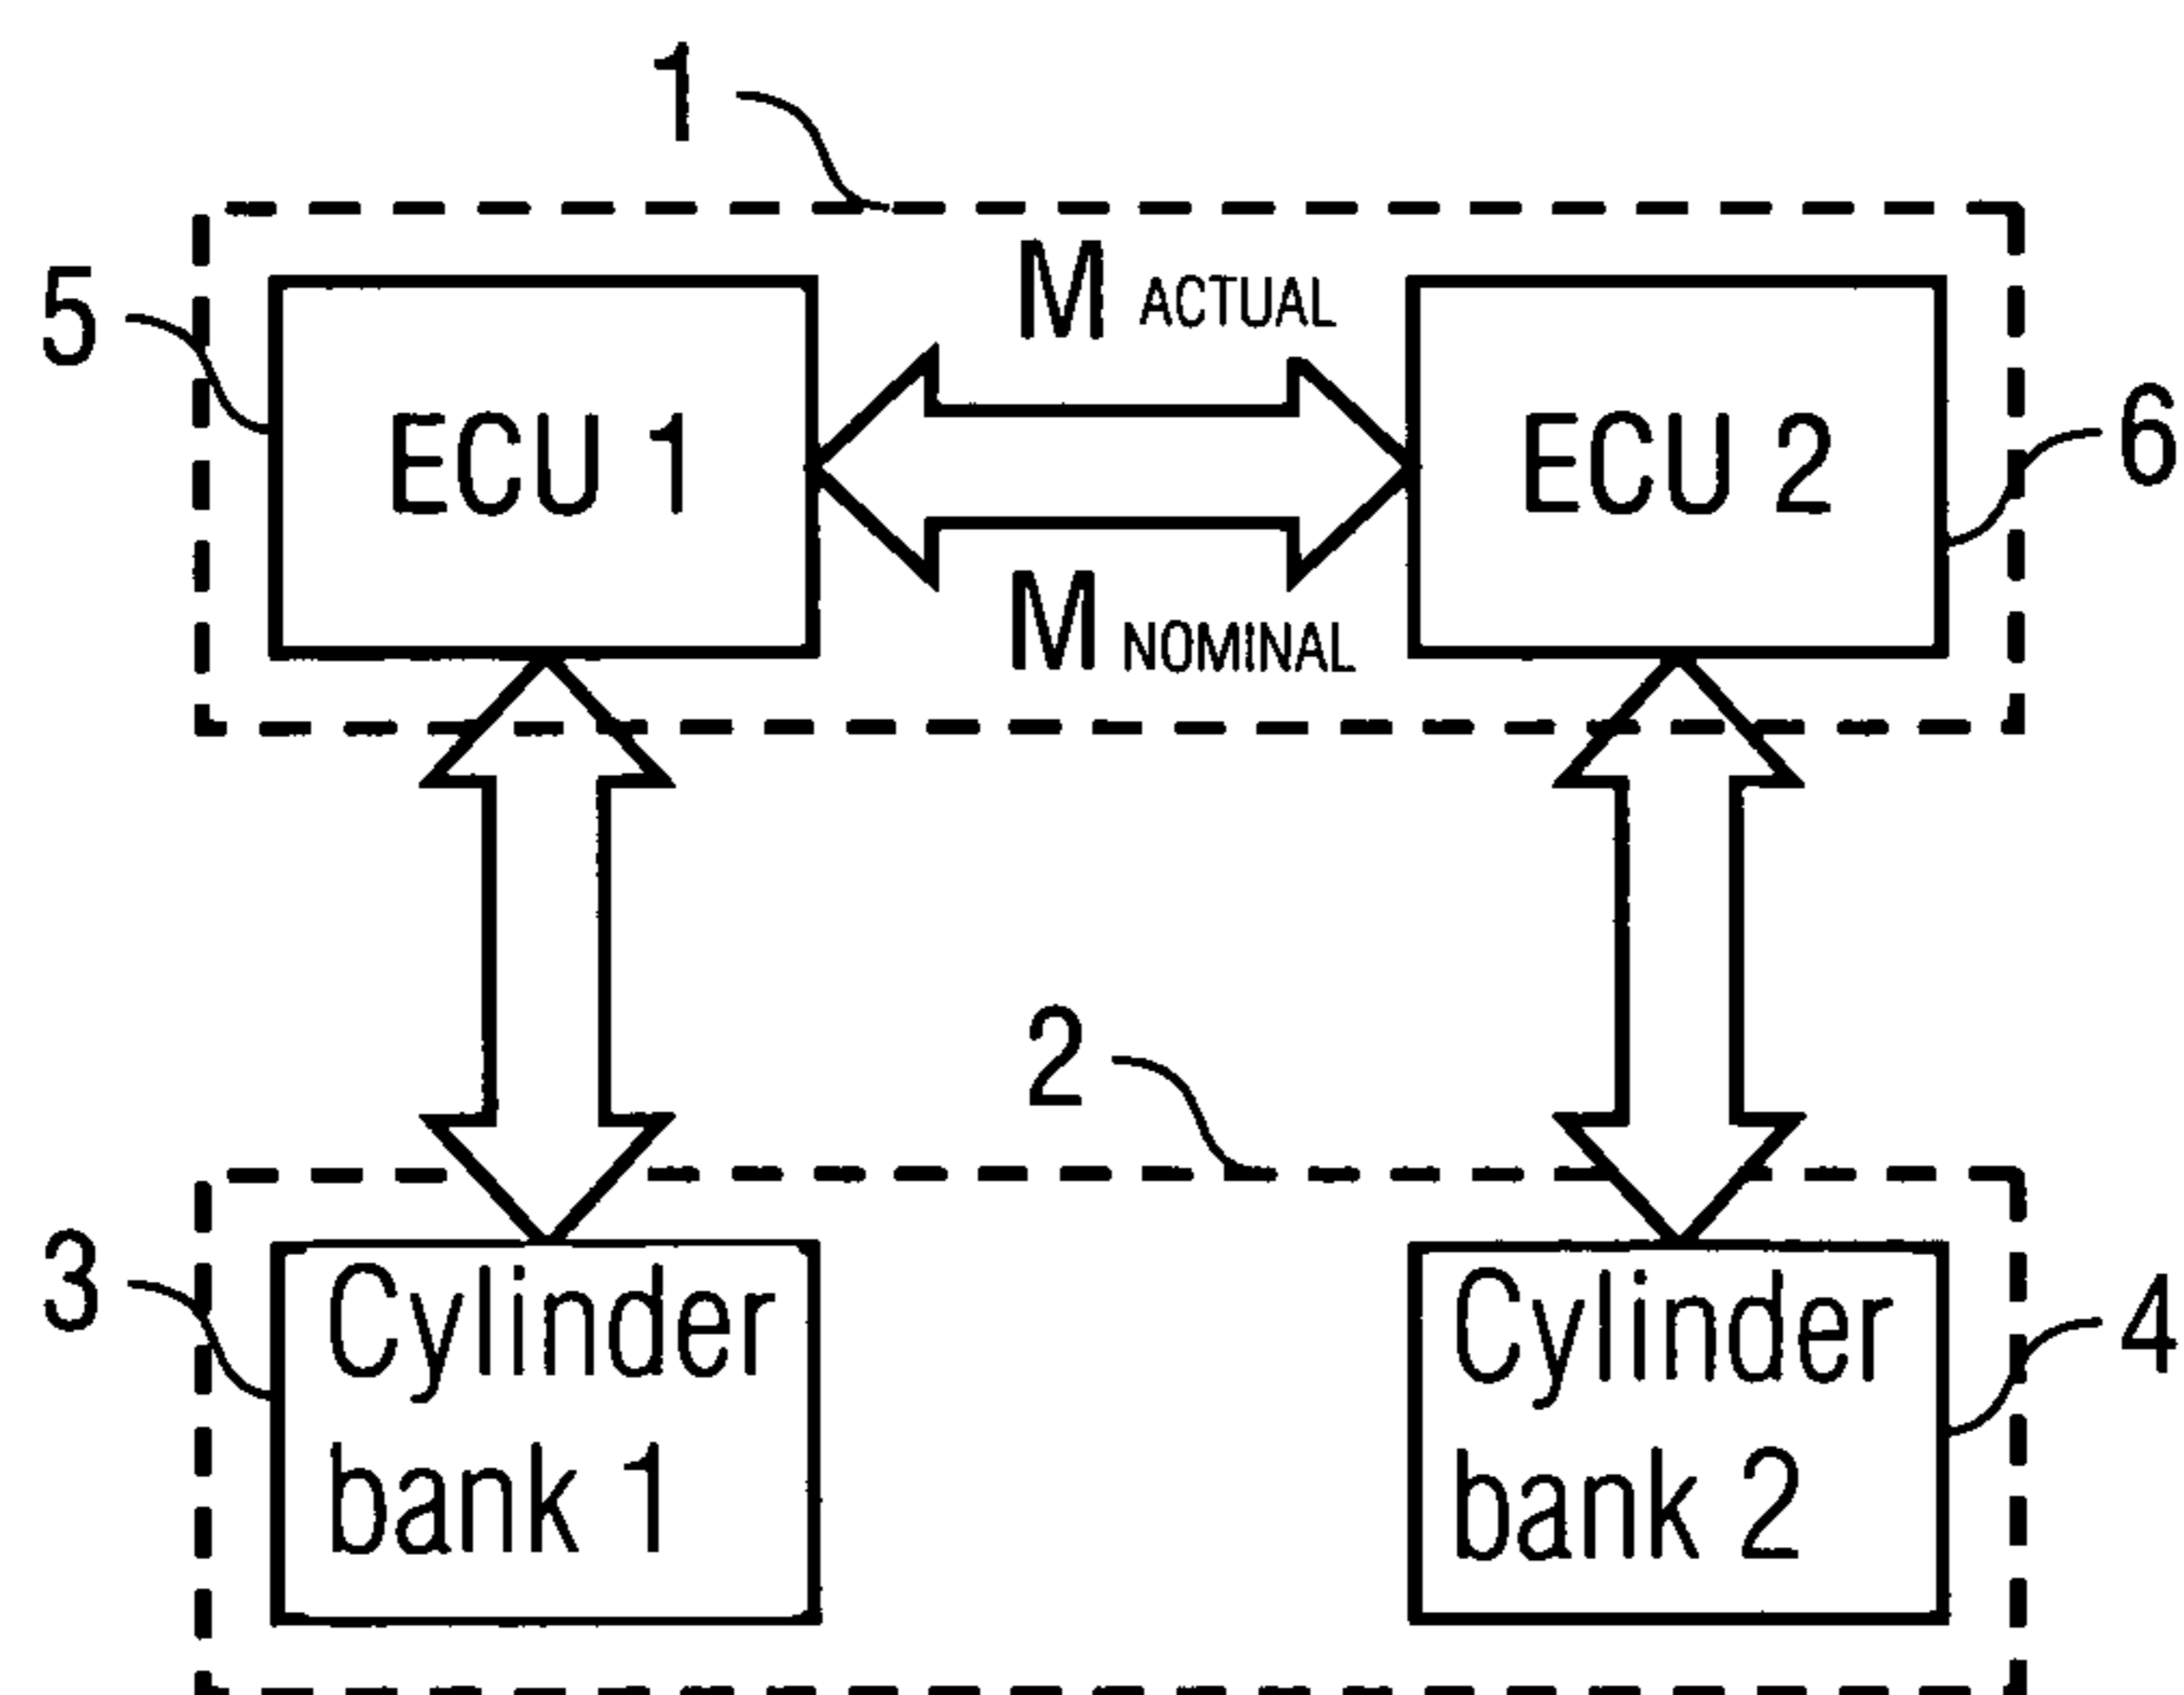 1
M ACTUAL
5
ECU 1
ECU 2
6
M NOMINAL
2
3
Cylinder
bank 1
Cylinder
bank 2
4